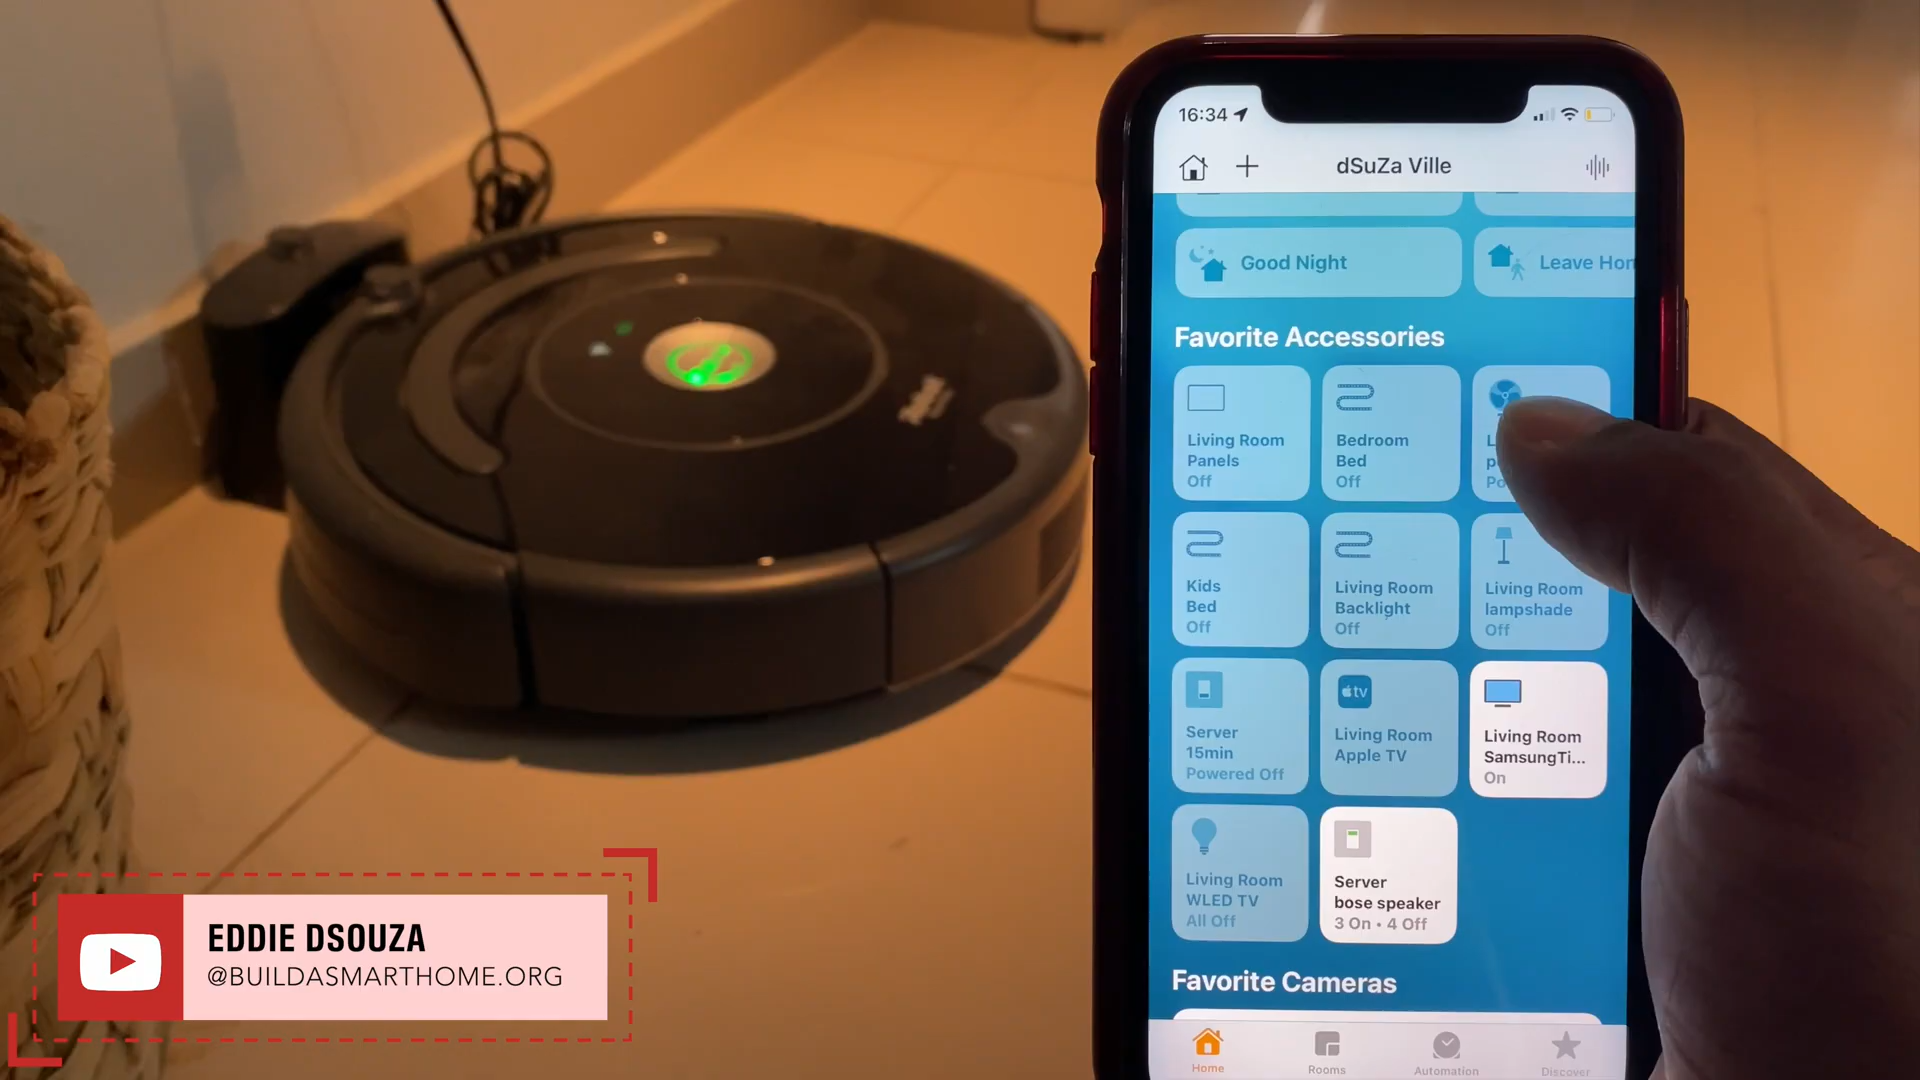 16:34
dSuZa Ville
Good Night
Leave Hon
Favorite Accessories
Living Room
Panels
Off
Bedroom
Bed
Off
Kids
Bed
Off
Living Room
Backlight
Off
Living Room
lampshade
Off
Server
15min
Powered Off
tv
Living Room
Apple TV
Living Room
SamsungTi...
On
Living Room
WLED TV
All Off
Server
bose speaker
3 On • 4 Off
Favorite Cameras
Home
Rooms
Automation
Discover
EDDIE DSOUZA
@BUILDASMARTHOME.ORG